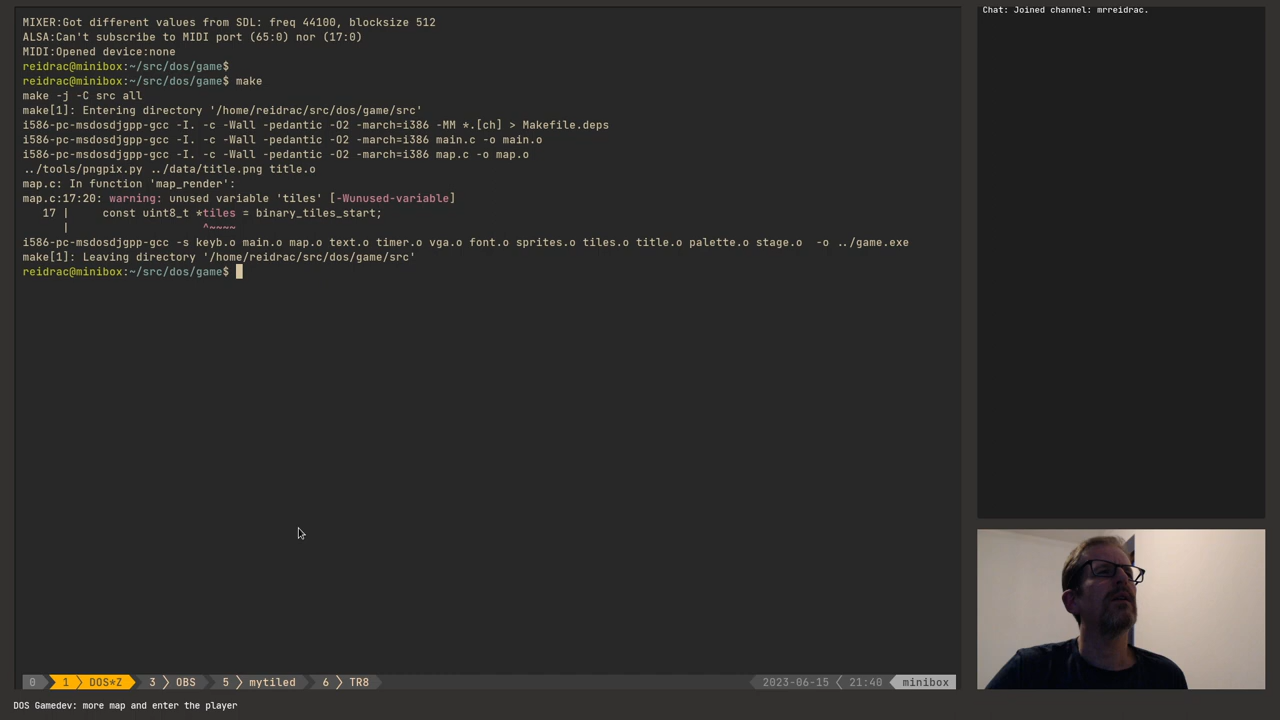 MIXER:Got different values from SDL: freq 44100, blocksize 512
ALSA:Can't subscribe to MIDI port (65:0) nor (17:0)
MIDI:Opened device:none
reidrac@minibox:~/src/dos/game$
reidrac@minibox:~/src/dos/game$ make
make -j -C src all
make[1]: Entering directory '/home/reidrac/src/dos/game/src'
i586-pc-msdosdjgpp-gcc -I. -c -Wall -pedantic -O2 -march=i386 -MM *.[ch] > Makefile.deps
i586-pc-msdosdjgpp-gcc -I. -c -Wall -pedantic -O2 -march=i386 main.c -o main.o
i586-pc-msdosdjgpp-gcc -I. -c -Wall -pedantic -O2 -march=i386 map.c -o map.o
../tools/pngpix.py ../data/title.png title.o
map.c: In function 'map_render':
map.c:17:20: warning: unused variable 'tiles' [-Wunused-variable]
   17 |     const uint8_t *tiles = binary_tiles_start;
      |                    ^~~~~
i586-pc-msdosdjgpp-gcc -s keyb.o main.o map.o text.o timer.o vga.o font.o sprites.o tiles.o title.o palette.o stage.o  -o ../game.exe
make[1]: Leaving directory '/home/reidrac/src/dos/game/src'
reidrac@minibox:~/src/dos/game$
0 1 DOS*Z 3 OBS 5 mytiled 6 TR8 2023-06-15 21:40 minibox
Chat: Joined channel: mrreidrac.
DOS Gamedev: more map and enter the player